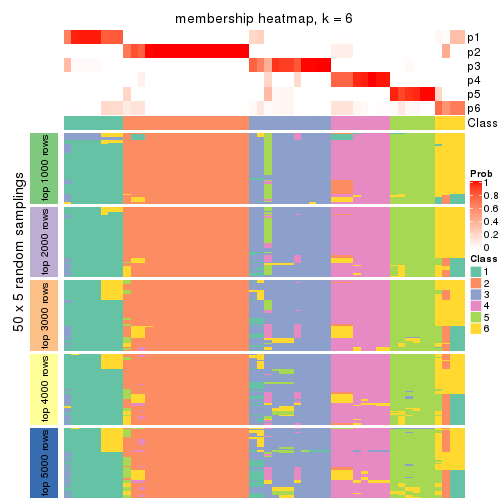 membership heatmap, k = 6
p1
p2
p3
p4
p5
p6
Class
50 x 5 random samplings
top 1000 rows
top 2000 rows
top 3000 rows
top 4000 rows
top 5000 rows
Prob
1
0.8
0.6
0.4
0.2
0
Class
1
2
3
4
5
6